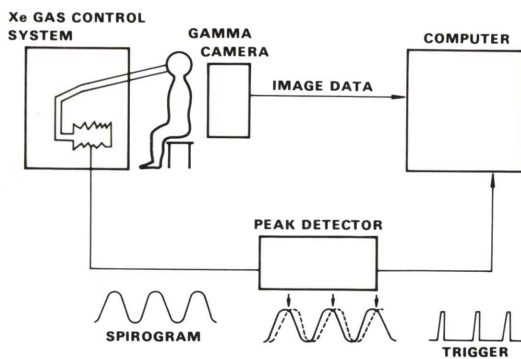 Xe GAS CONTROL
SYSTEM
GAMMA
CAMERA
COMPUTER
IMAGE DATA
PEAK DETECTOR
SPIROGRAM
TRIGGER